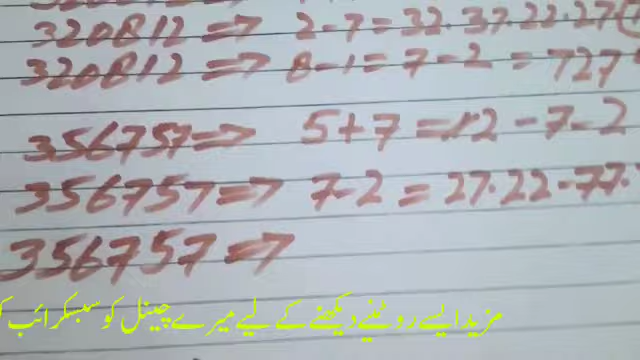 320812 => 2-7=32.37.22.27(
320812 => 8-1=7-2=727
356757=> 5+7=12-7-2
356757=> 7-2=27.22-77.
356757 =>
مزید ایسے روٹینے دیکھنے کے لیے میرے چینل کو سبسکرائب ک